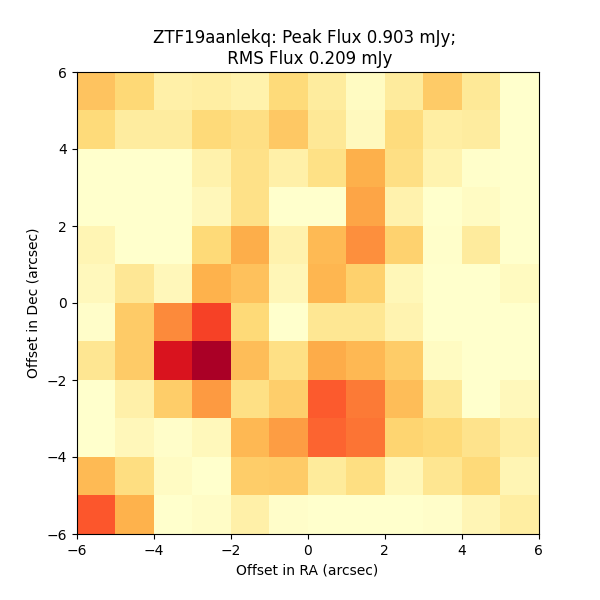 ZTF19aanlekq: Peak Flux 0.903 mJy;
RMS Flux 0.209 mJy
6
4
2
0
−2
−4
−6
Offset in Dec (arcsec)
−6 −4 −2 0 2 4 6
Offset in RA (arcsec)